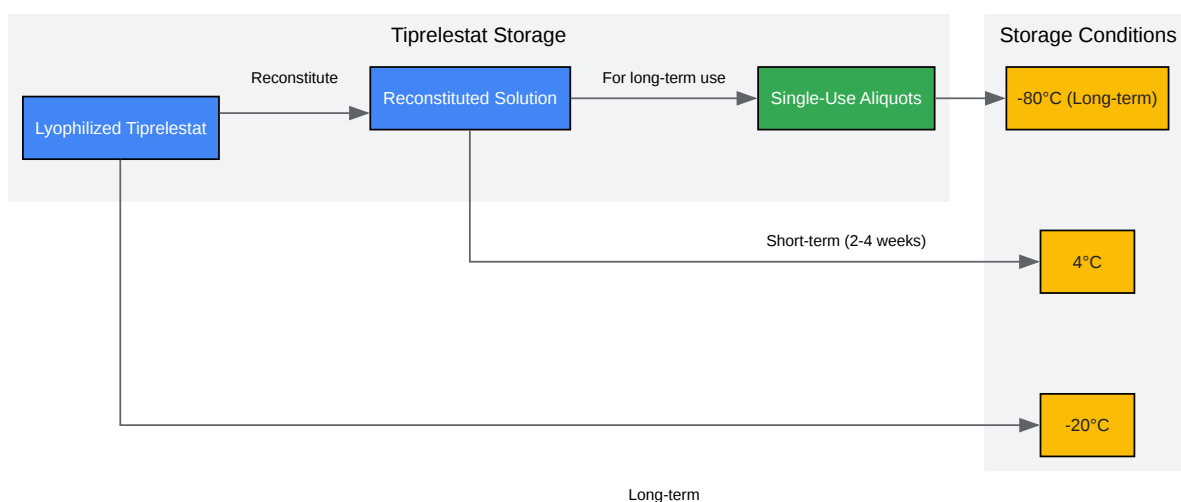 Tiprelestat Storage
Storage Conditions
Reconstitute
For long-term use
Lyophilized Tiprelestat
Reconstituted Solution
Single-Use Aliquots
-80°C (Long-term)
Short-term (2-4 weeks)
4°C
-20°C
Long-term